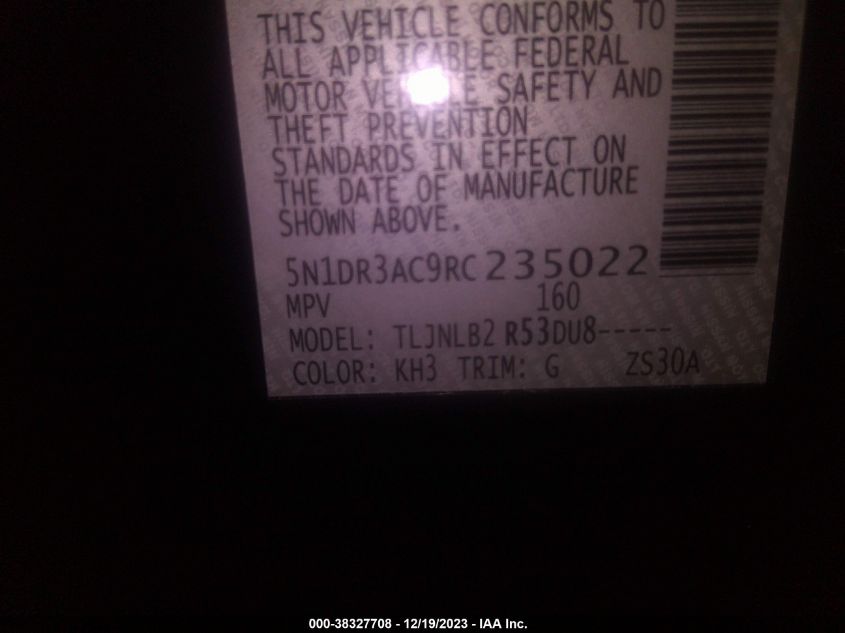 THIS VEHICLE CONFORMS TO
ALL APPLICABLE FEDERAL
MOTOR VEHICLE SAFETY AND
THEFT PREVENTION
STANDARDS IN EFFECT ON
THE DATE OF MANUFACTURE
SHOWN ABOVE.
5N1DR3AC9RC235022
MPV 160
MODEL: TLJNLB2 R53DU8-----
COLOR: KH3 TRIM: G ZS30A
000-38327708 - 12/19/2023 - IAA Inc.